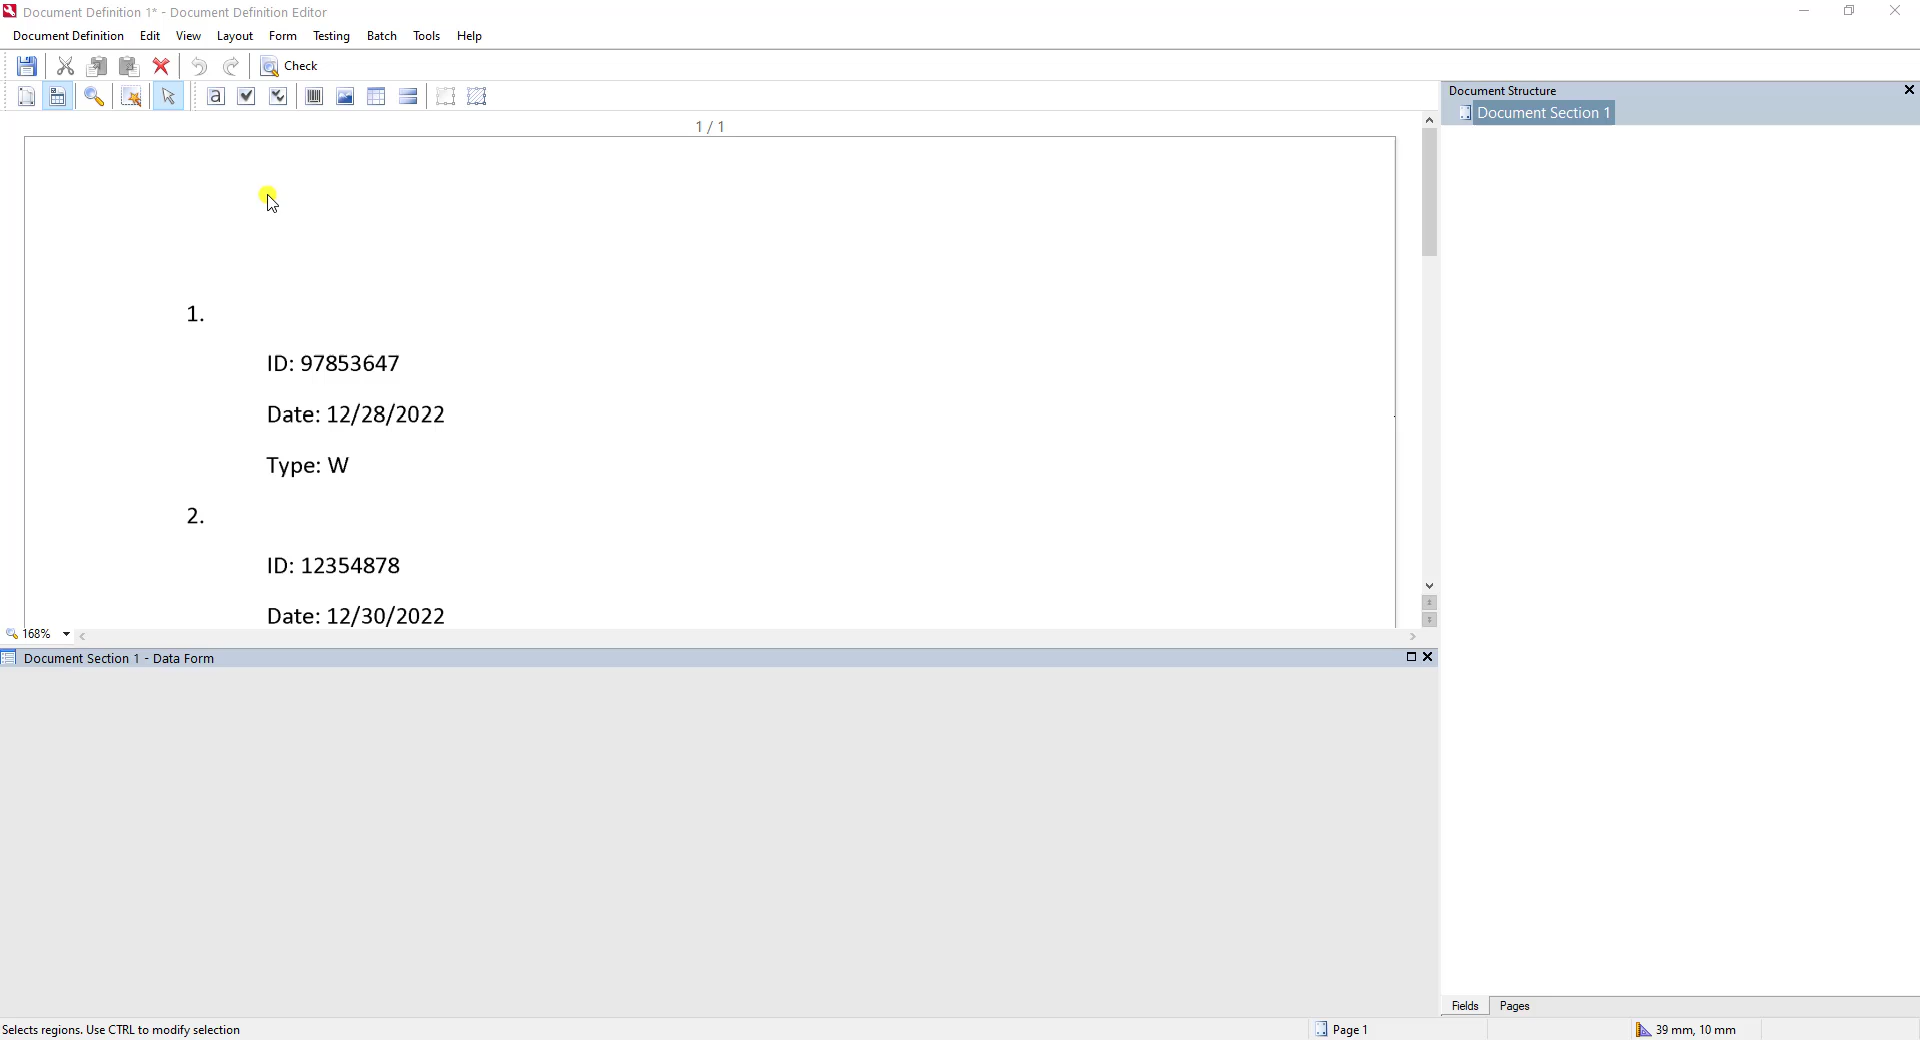 Document Definition 1* - Document Definition Editor
Document Definition Edit View Layout Form Testing Batch Tools Help
Check
a
Document Structure
Document Section 1
1 / 1
1.
ID: 97853647
Date: 12/28/2022
Type: W
2.
ID: 12354878
Date: 12/30/2022
168%
Document Section 1 - Data Form
Fields Pages
Selects regions. Use CTRL to modify selection
Page 1
39 mm, 10 mm